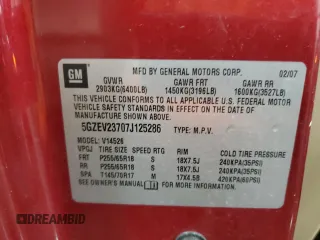 GM
MFD BY GENERAL MOTORS CORP. 02/07
GVWR GAWR FRT GAWR RR
2903KG(6400LB) 1450KG(3196LB) 1600KG(3527LB)
THIS VEHICLE CONFORMS TO ALL APPLICABLE U.S. FEDERAL MOTOR VEHICLE SAFETY STANDARDS IN EFFECT ON THE DATE OF
MANUFACTURE SHOWN ABOVE.
5GZEV23707J125286 TYPE: M.P.V.
MODEL: V14526
VPGJ TIRE SIZE SPEED RTG RIM COLD TIRE PRESSURE
FRT P255/65R18 S 18X7.5J 240KPA(35PSI)
RR P255/65R18 S 18X7.5J 240KPA(35PSI)
SPA T145/70R17 M 17X4.5B 420KPA(60PSI)
SEE OWNER'S MANUAL FOR MORE INFORMATION.
DREAMBID